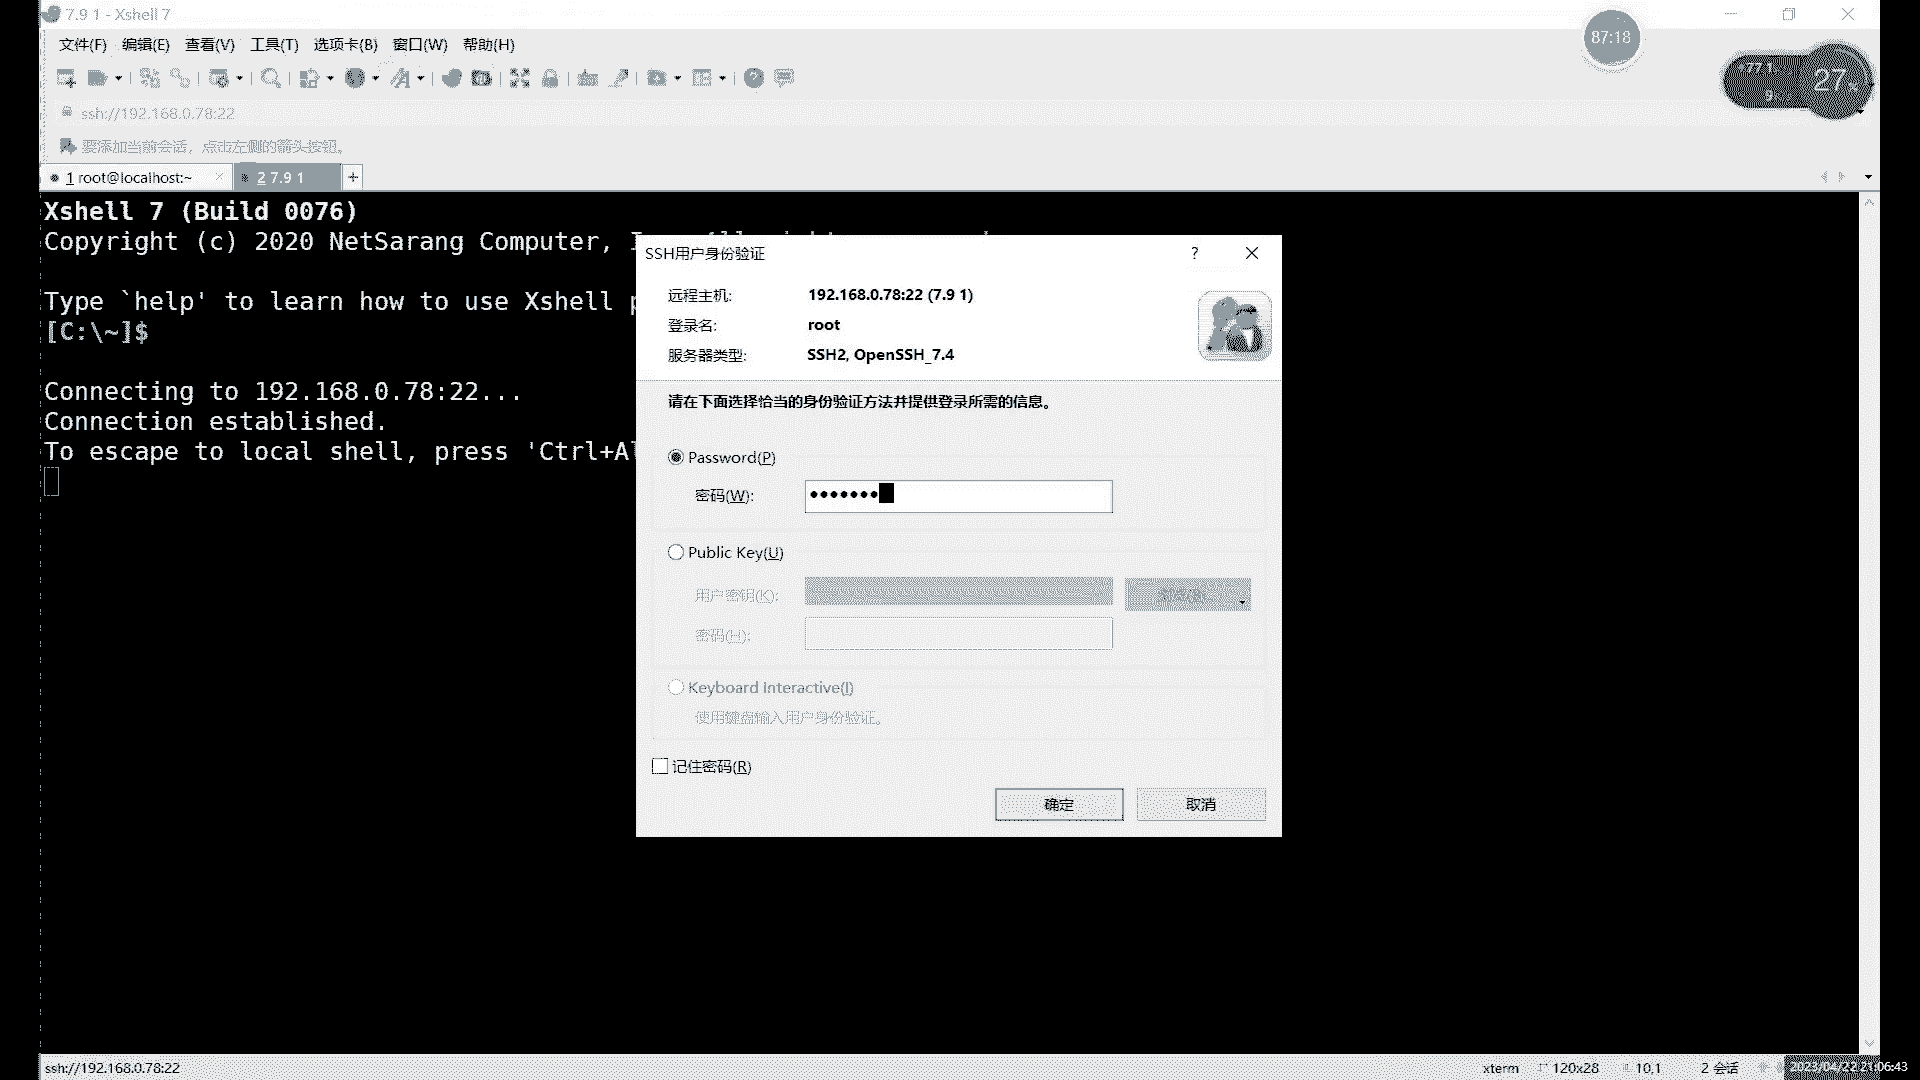 7.9 1 - Xshell 7
文件(F) 编辑(E) 查看(V) 工具(T) 选项卡(B) 窗口(W) 帮助(H)
87:18
27%
ssh://192.168.0.78:22
要添加当前会话，点击左侧的箭头按钮。
1 root@localhost:~ × 2 7.9 1 +
Xshell 7 (Build 0076)
Copyright (c) 2020 NetSarang Computer,
Type `help' to learn how to use Xshell
[C:\~]$
Connecting to 192.168.0.78:22...
Connection established.
To escape to local shell, press 'Ctrl+Al
SSH用户身份验证
远程主机: 192.168.0.78:22 (7.9 1)
登录名: root
服务器类型: SSH2, OpenSSH_7.4
请在下面选择恰当的身份验证方法并提供登录所需的信息。
Password(P)
密码(W): •••••••
Public Key(U)
用户密钥(K):
密码(H):
Keyboard Interactive(I)
使用键盘输入用户身份验证。
记住密码(R)
确定 取消
ssh://192.168.0.78:22 xterm 120x28 10,1 2 会话 2023/04/22 21:06:43